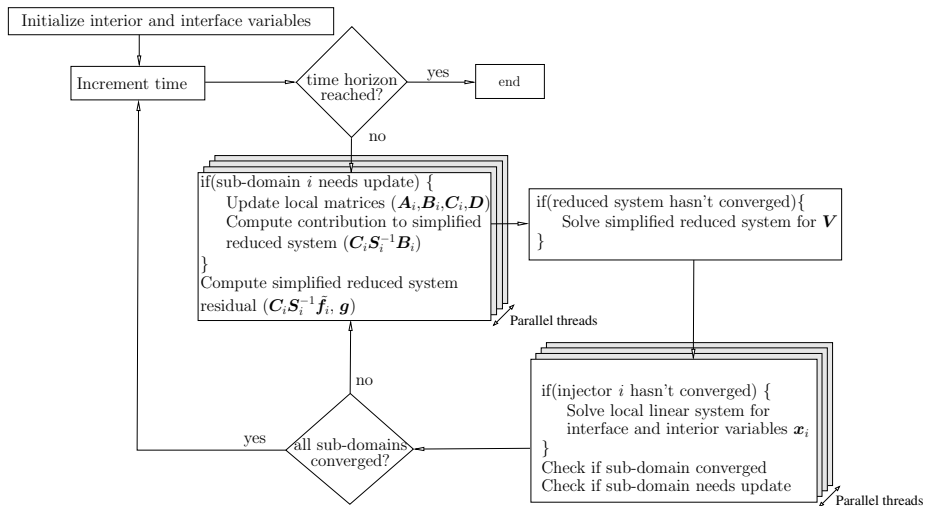 Initialize interior and interface variables
Increment time
time horizon
reached?
yes
end
no
if(sub-domain i needs update) {
Update local matrices (A_i,B_i,C_i,D)
Compute contribution to simplified
reduced system (C_iS_i^{-1}B_i)
}
Compute simplified reduced system
residual (C_iS_i^{-1}f̃_i, g)
Parallel threads
if(reduced system hasn't converged){
Solve simplified reduced system for V
}
if(injector i hasn't converged) {
Solve local linear system for
interface and interior variables x_i
}
Check if sub-domain converged
Check if sub-domain needs update
Parallel threads
all sub-domains
converged?
no
yes